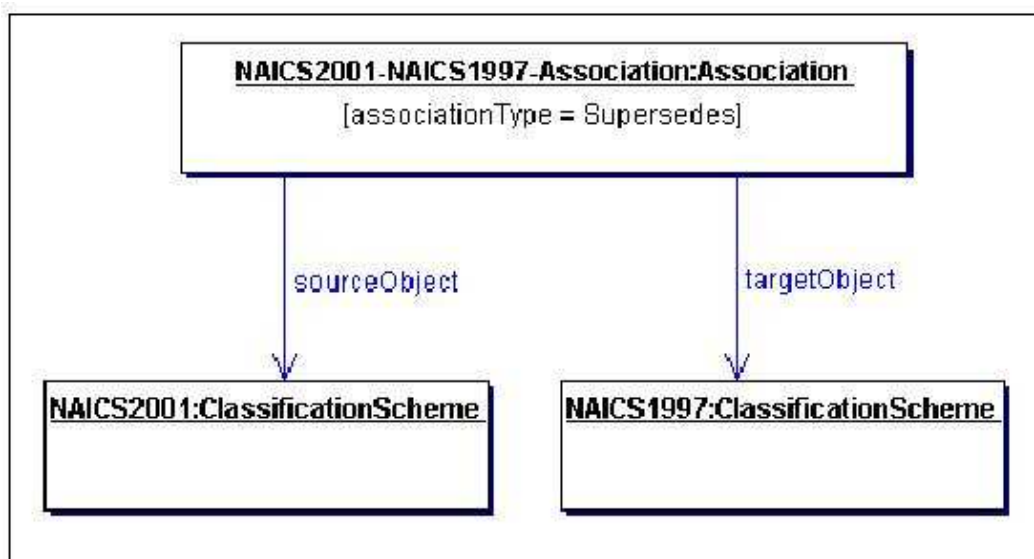 NAICS2001-NAICS1997-Association:Association
[associationType = Supersedes]
sourceObject
targetObject
NAICS2001:ClassificationScheme
NAICS1997:ClassificationScheme